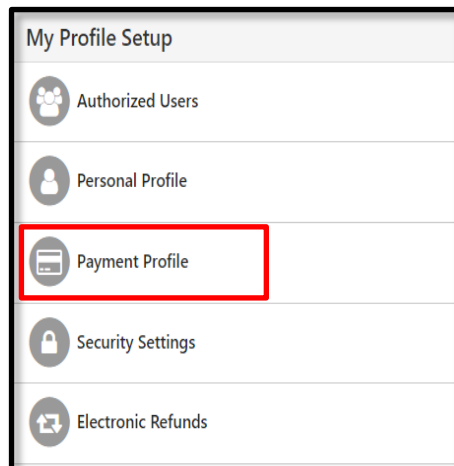 My Profile Setup
Authorized Users
Personal Profile
Payment Profile
Security Settings
Electronic Refunds